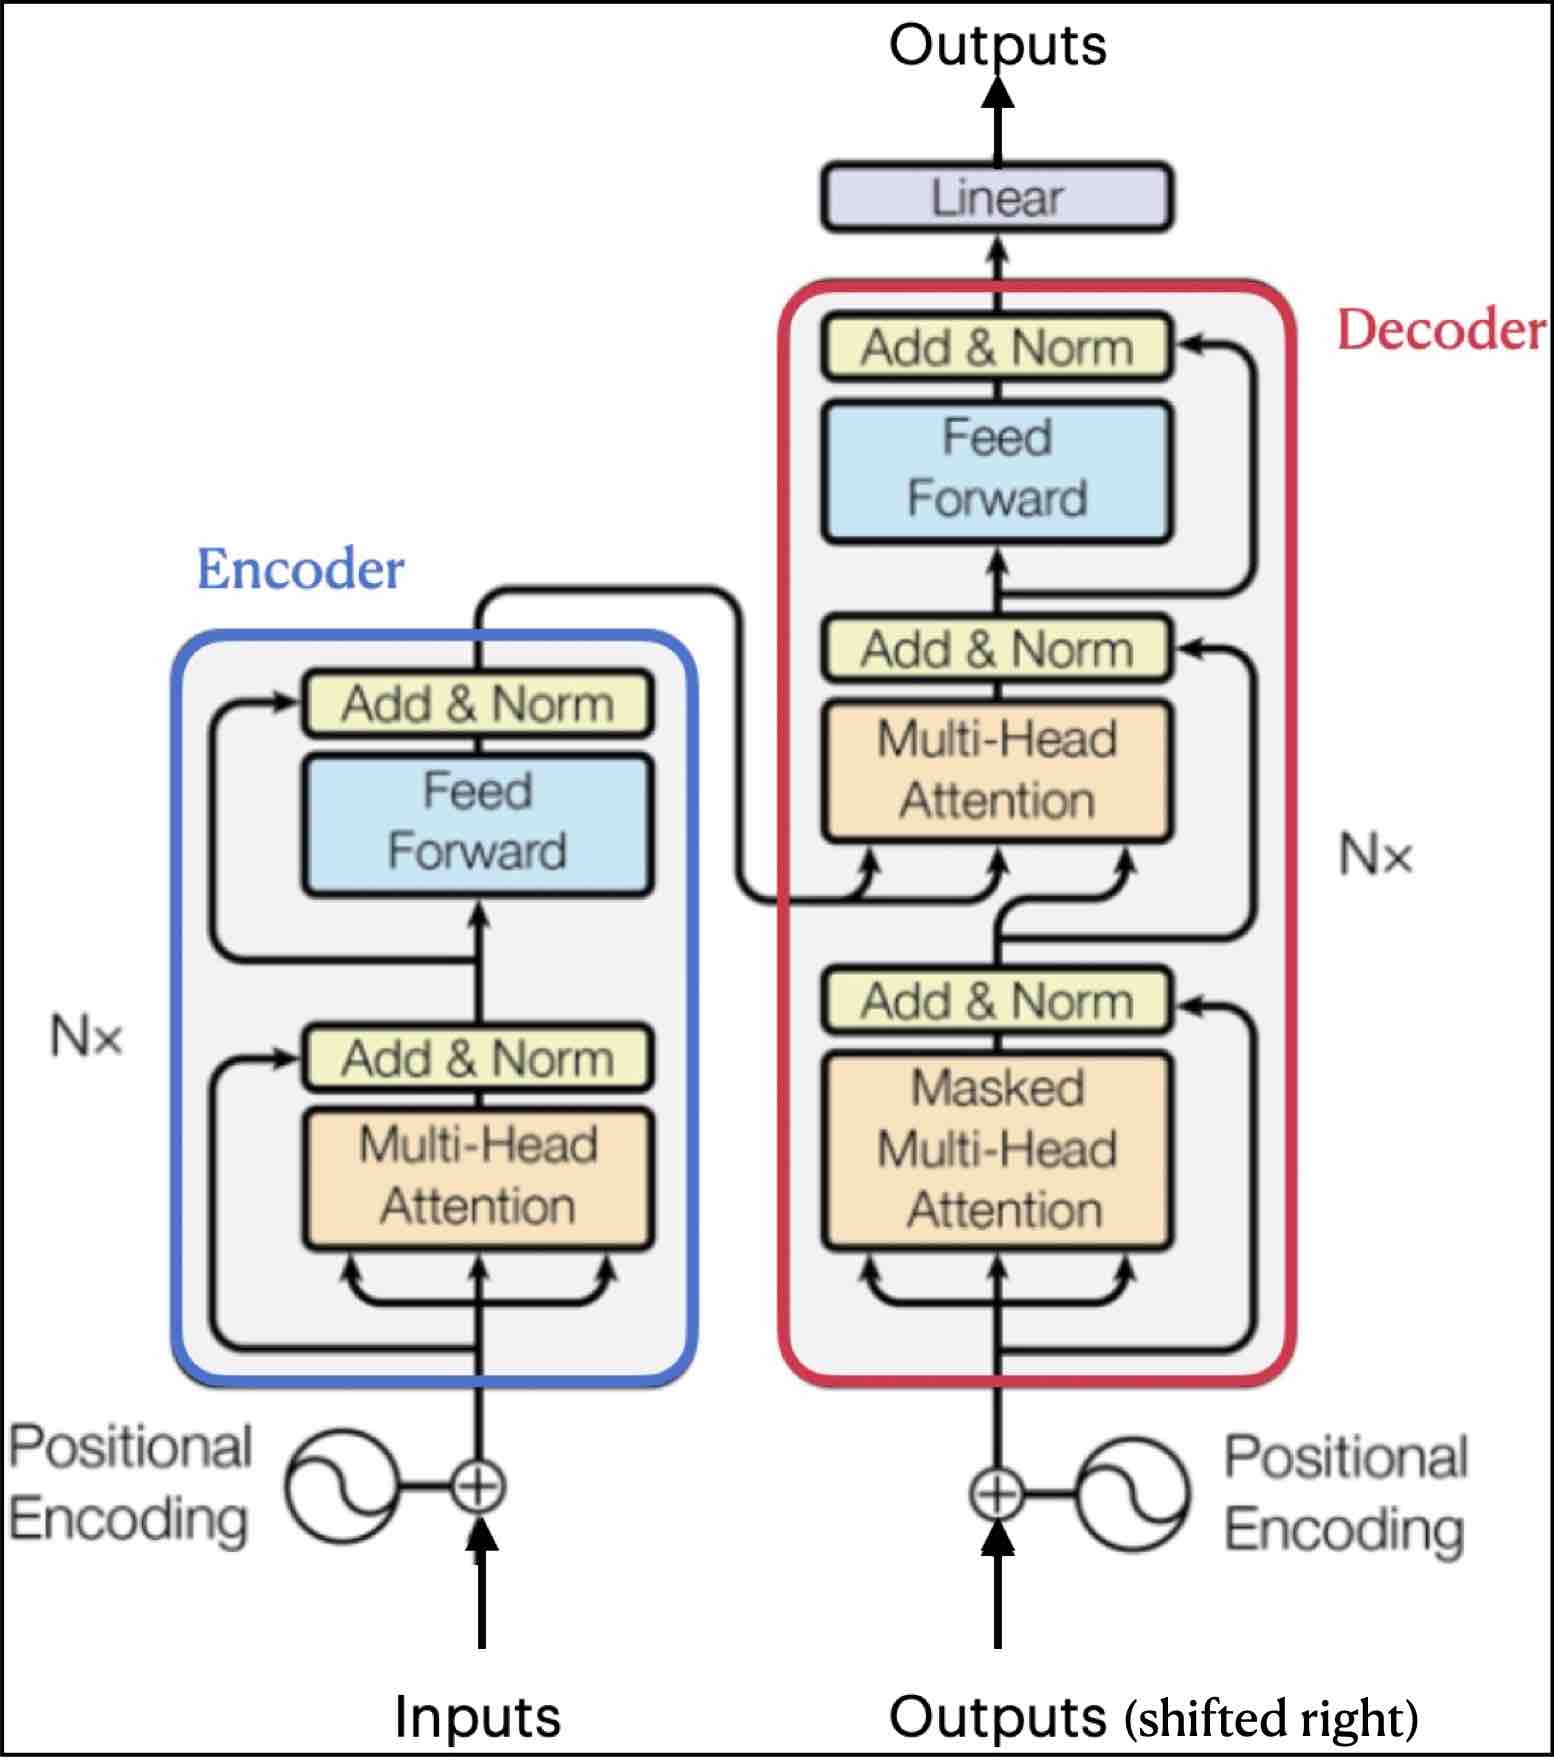 Outputs
Linear
Decoder
Add & Norm
Feed
Forward
Add & Norm
Multi-Head
Attention
Nx
Add & Norm
Masked
Multi-Head
Attention
Encoder
Add & Norm
Feed
Forward
Nx
Add & Norm
Multi-Head
Attention
Positional
Encoding
Positional
Encoding
Inputs
Outputs (shifted right)